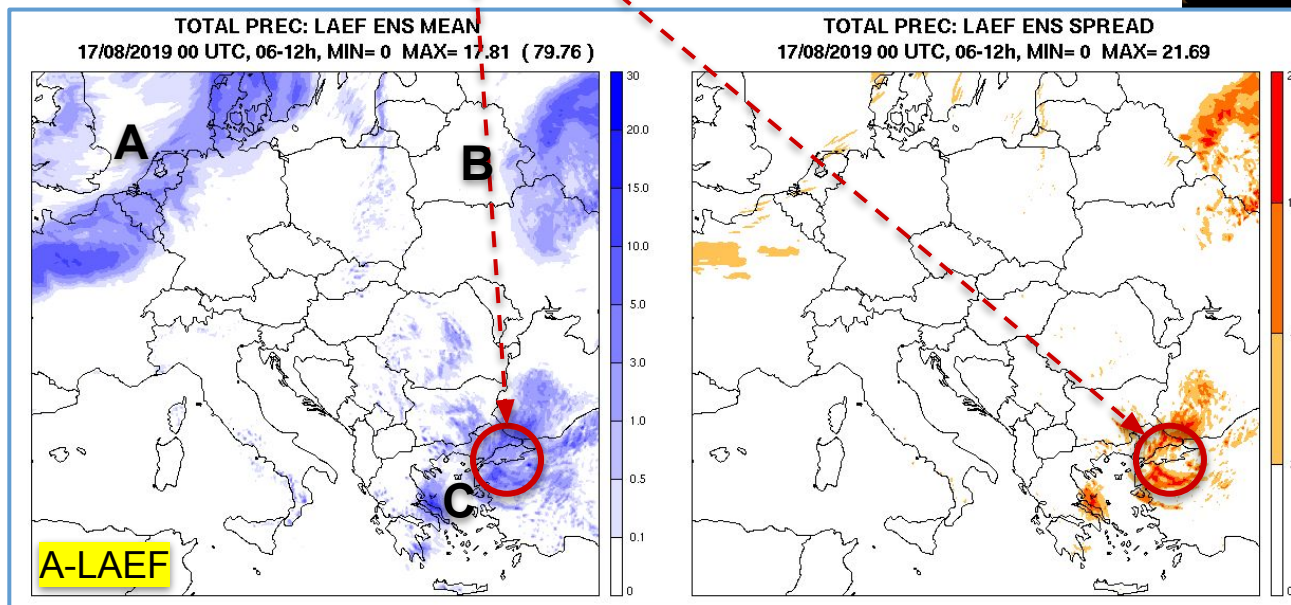 TOTAL PREC: LAEF ENS MEAN
17/08/2019 00 UTC, 06-12h, MIN= 0 MAX= 17.81 ( 79.76 )
TOTAL PREC: LAEF ENS SPREAD
17/08/2019 00 UTC, 06-12h, MIN= 0 MAX= 21.69
30
20.0
15.0
10.0
5.0
3.0
1.0
0.5
0.1
0
A
B
C
A-LAEF